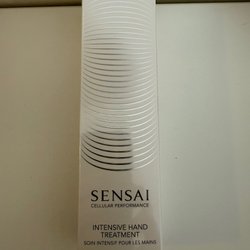 SENSAI
CELLULAR PERFORMANCE
INTENSIVE HAND
TREATMENT
SOIN INTENSIF POUR LES MAINS